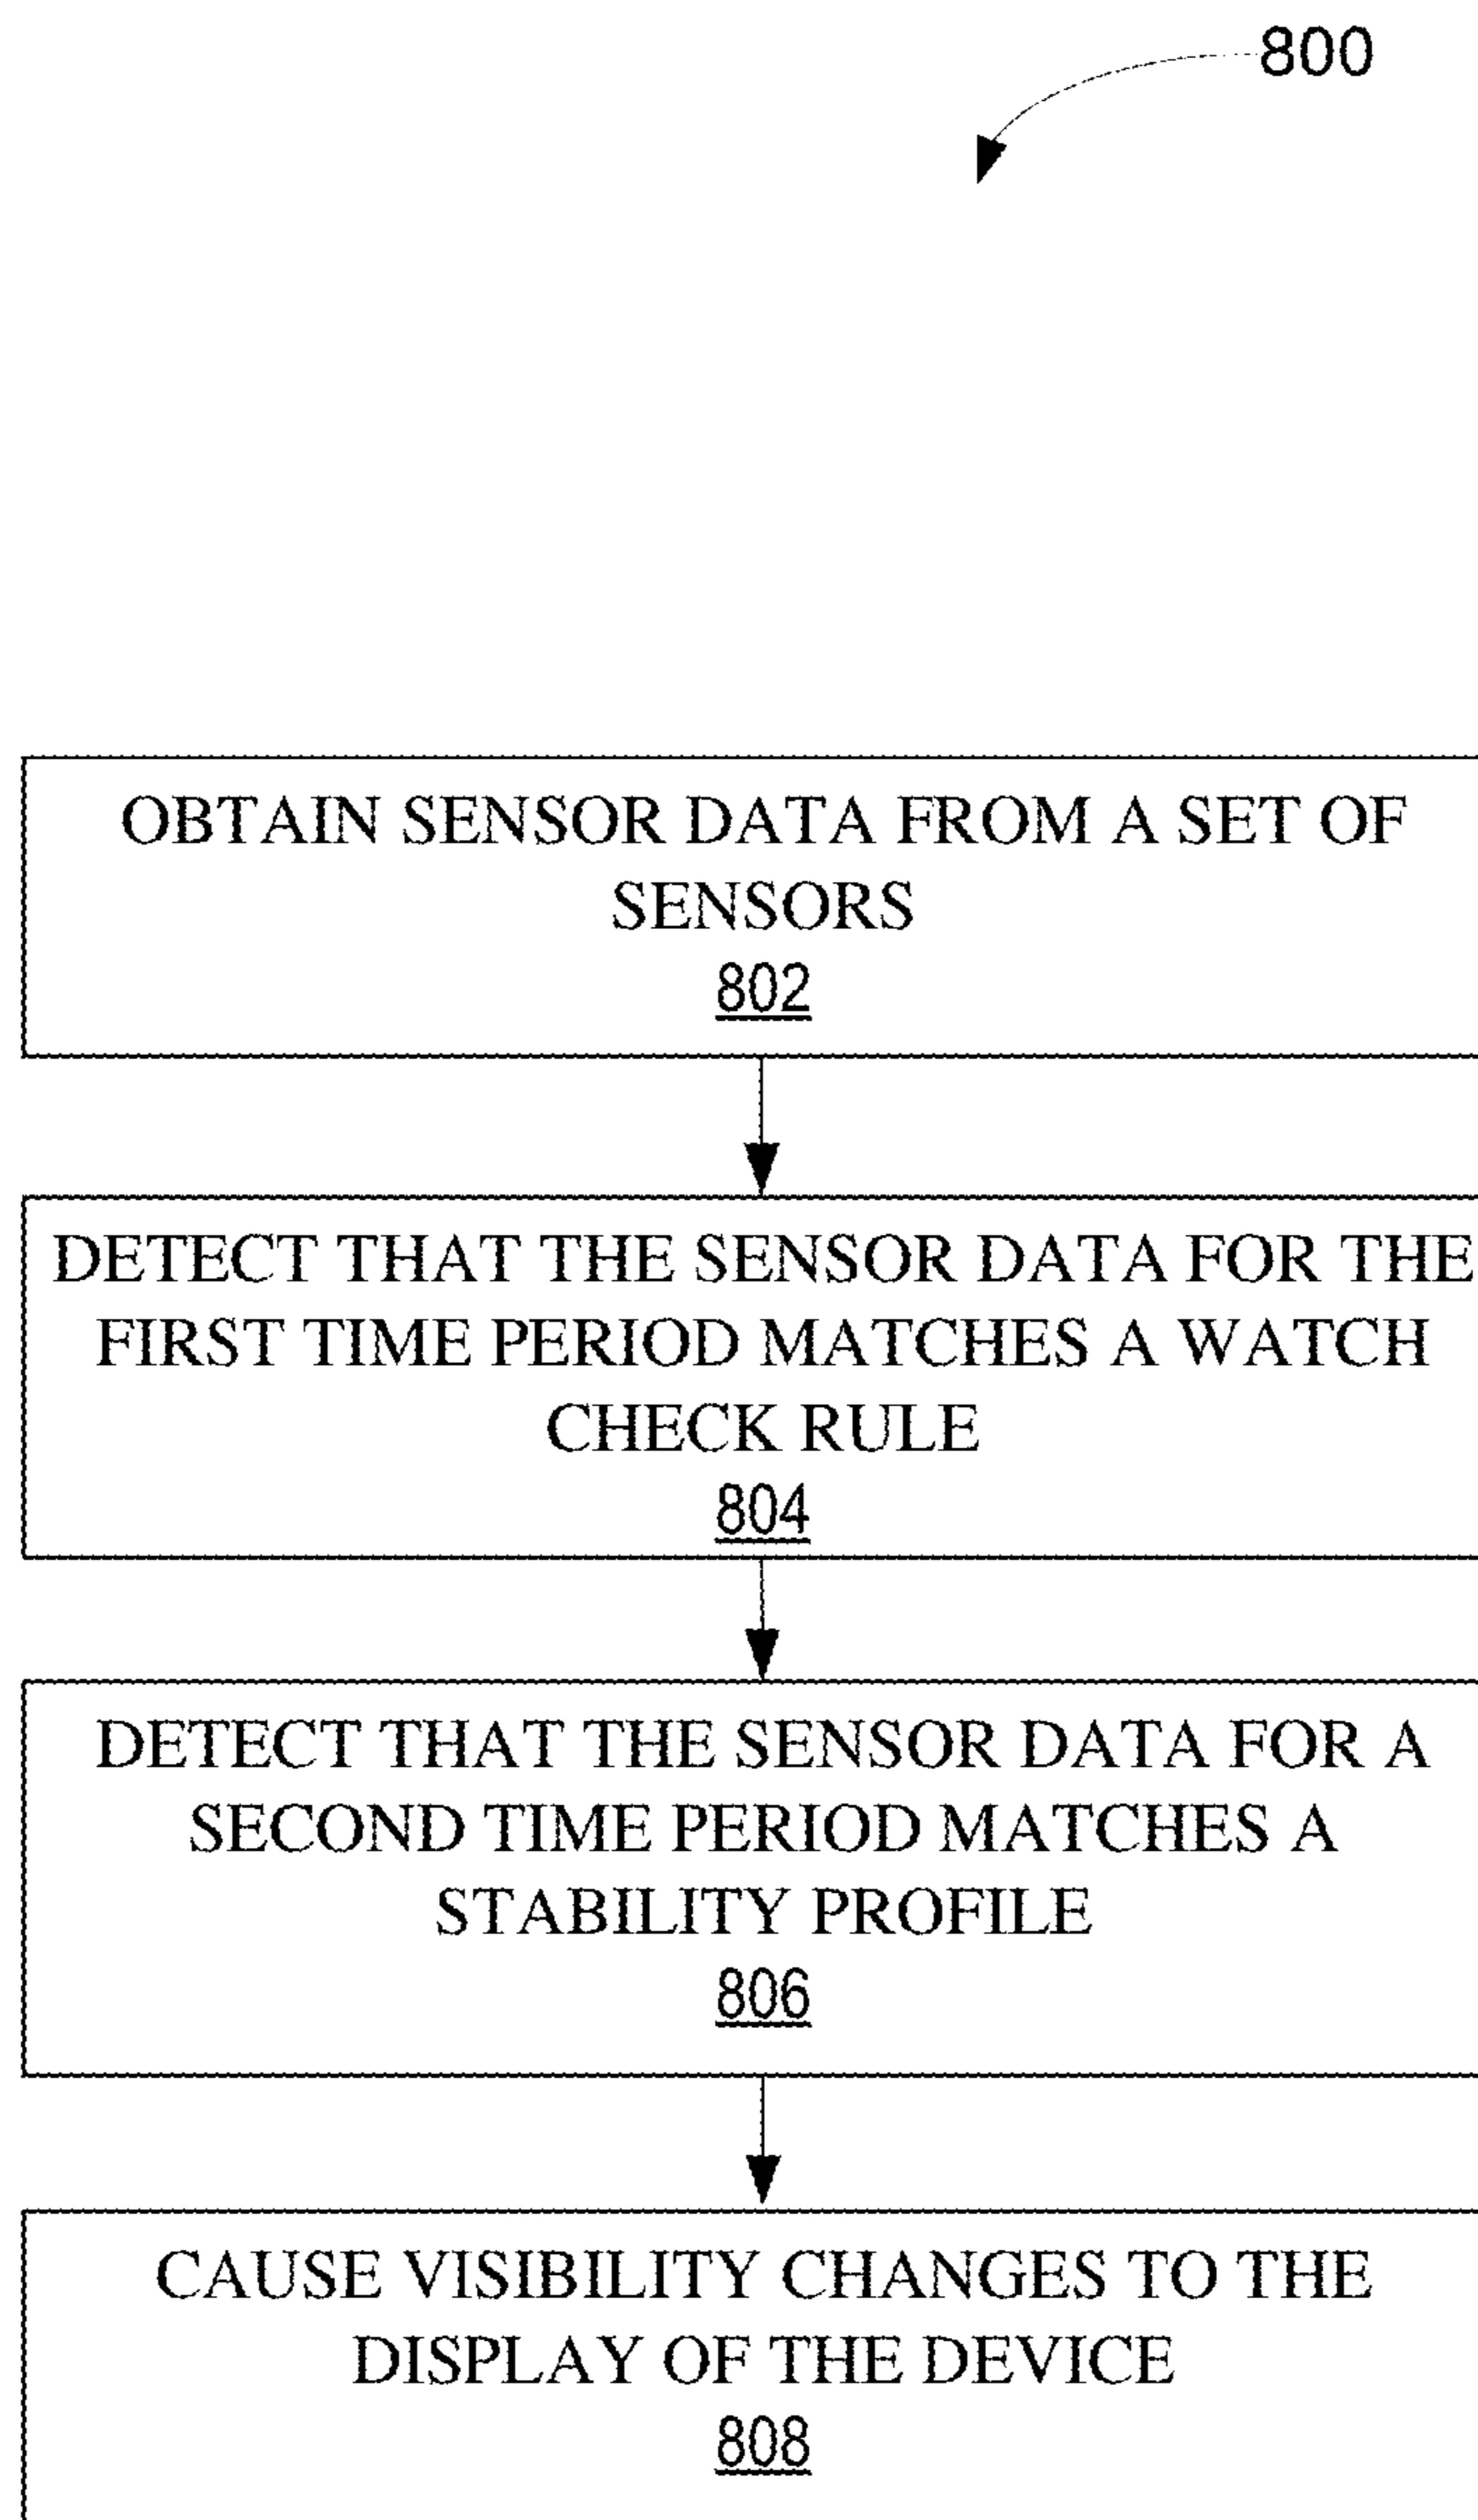 800
OBTAIN SENSOR DATA FROM A SET OF
SENSORS
802
DETECT THAT THE SENSOR DATA FOR THE
FIRST TIME PERIOD MATCHES A WATCH
CHECK RULE
804
DETECT THAT THE SENSOR DATA FOR A
SECOND TIME PERIOD MATCHES A
STABILITY PROFILE
806
CAUSE VISIBILITY CHANGES TO THE
DISPLAY OF THE DEVICE
808